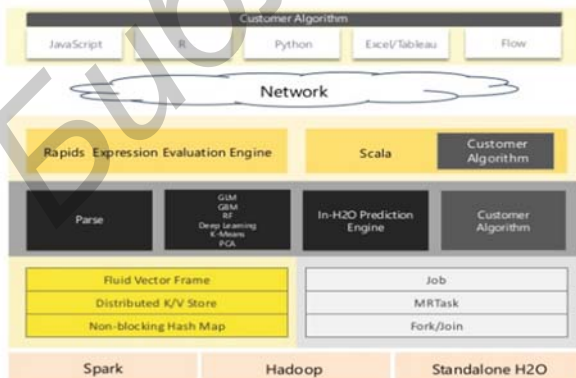 Customer Algorithm
JavaScript R Python Excel/Tableau Flow
Network
Rapids Expression Evaluation Engine
Scala
Customer
Algorithm
Parse
GLM
GBM
RF
Deep Learning
K-Means
PCA
In-H2O Prediction
Engine
Customer
Algorithm
Fluid Vector Frame
Distributed K/V Store
Non-blocking Hash Map
Job
MRTask
Fork/Join
Spark Hadoop Standalone H2O